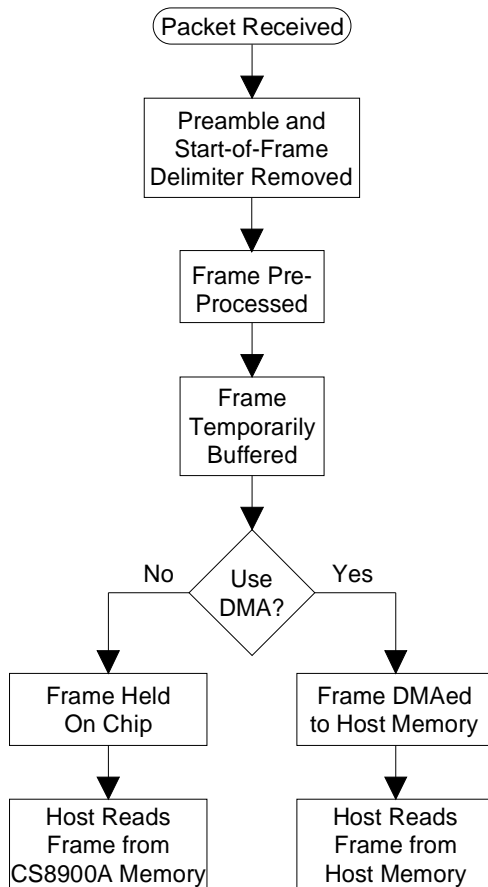 Packet Received
Preamble and
Start-of-Frame
Delimiter Removed
Frame Pre-
Processed
Frame
Temporarily
Buffered
No
Use
DMA?
Yes
Frame Held
On Chip
Frame DMAed
to Host Memory
Host Reads
Frame from
CS8900A Memory
Host Reads
Frame from
Host Memory